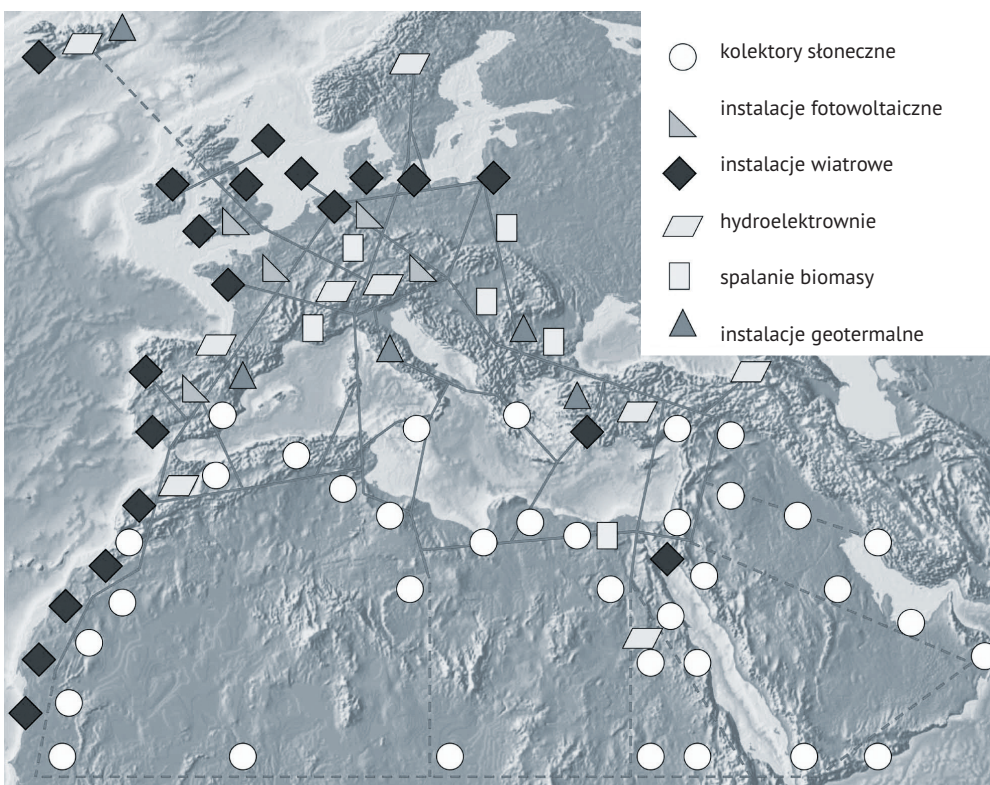 kolektory słoneczne
instalacje fotowoltaiczne
instalacje wiatrowe
hydroelektrownie
spalanie biomasy
instalacje geotermalne